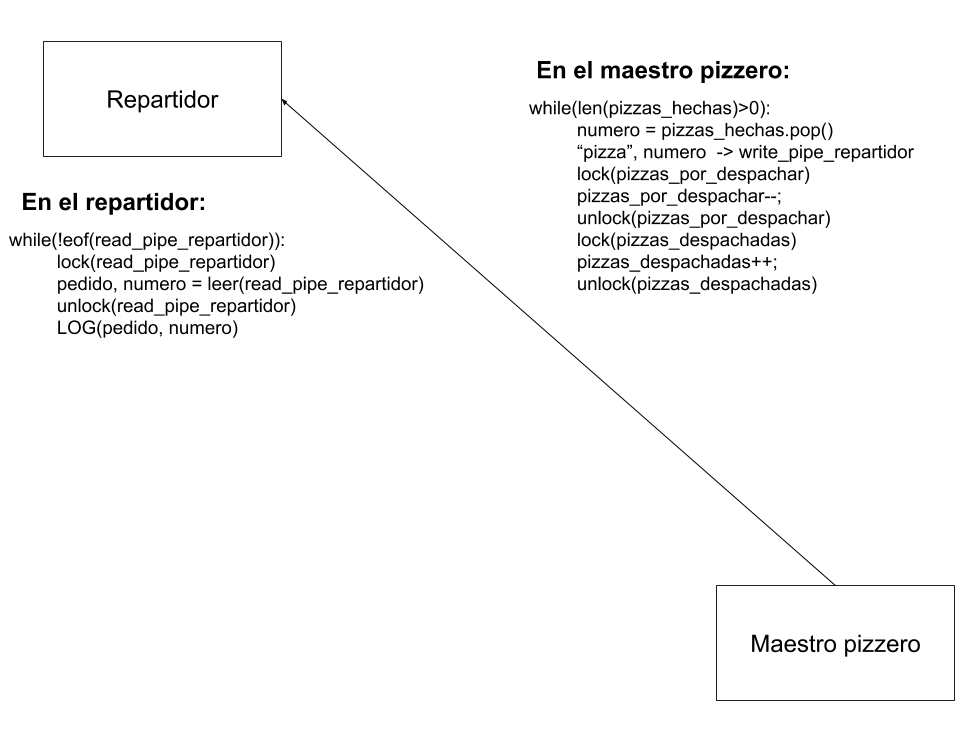 Repartidor
En el repartidor:
while(!eof(read_pipe_repartidor)):
lock(read_pipe_repartidor)
pedido, numero = leer(read_pipe_repartidor)
unlock(read_pipe_repartidor)
LOG(pedido, numero)
En el maestro pizzero:
while(len(pizzas_hechas)>0):
numero = pizzas_hechas.pop()
“pizza”, numero  -> write_pipe_repartidor
lock(pizzas_por_despachar)
pizzas_por_despachar--;
unlock(pizzas_por_despachar)
lock(pizzas_despachadas)
pizzas_despachadas++;
unlock(pizzas_despachadas)
Maestro pizzero